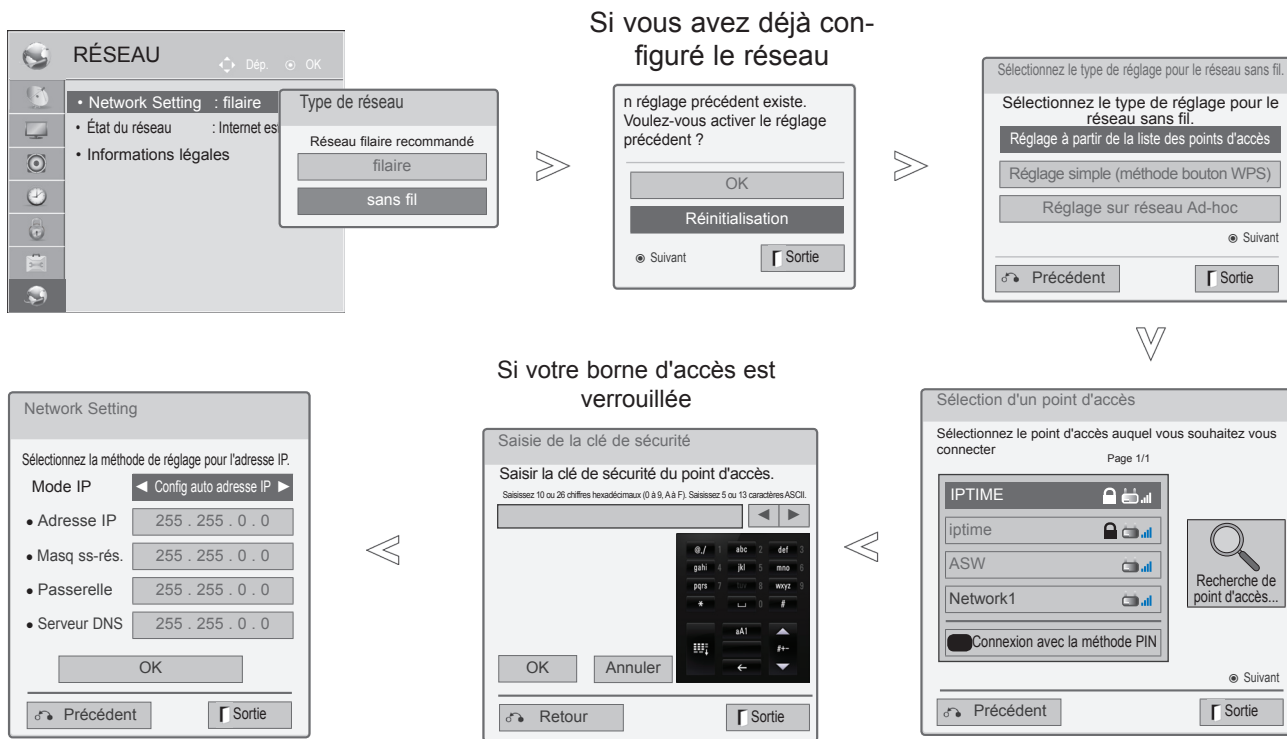 RÉSEAU
Dép. OK
• Network Setting : filaire
• État du réseau : Internet es
• Informations légales
Type de réseau
Réseau filaire recommandé
filaire
sans fil
Si vous avez déjà con-
figuré le réseau
n réglage précédent existe.
Voulez-vous activer le réglage
précédent ?
OK
Réinitialisation
Suivant
Sortie
Sélectionnez le type de réglage pour le réseau sans fil.
Sélectionnez le type de réglage pour le
réseau sans fil.
Réglage à partir de la liste des points d'accès
Réglage simple (méthode bouton WPS)
Réglage sur réseau Ad-hoc
Suivant
Précédent
Sortie
Sélection d'un point d'accès
Sélectionnez le point d'accès auquel vous souhaitez vous
connecter
Page 1/1
IPTIME
iptime
ASW
Network1
Connexion avec la méthode PIN
Recherche de
point d'accès...
Suivant
Précédent
Sortie
Si votre borne d'accès est
verrouillée
Saisie de la clé de sécurité
Saisir la clé de sécurité du point d'accès.
Saisissez 10 ou 26 chiffres hexadécimaux (0 à 9, A à F). Saisissez 5 ou 13 caractères ASCII.
@./ 1 abc 2 def 3
gahi 4 jkl 5 mno 6
pqrs 7 tuv 8 wxyz 9
* 0 #
aA1
#+-
OK
Annuler
Retour
Sortie
Network Setting
Sélectionnez la méthode de réglage pour l'adresse IP.
Mode IP ◀ Config auto adresse IP ▶
• Adresse IP 255 . 255 . 0 . 0
• Masq ss-rés. 255 . 255 . 0 . 0
• Passerelle 255 . 255 . 0 . 0
• Serveur DNS 255 . 255 . 0 . 0
OK
Précédent
Sortie